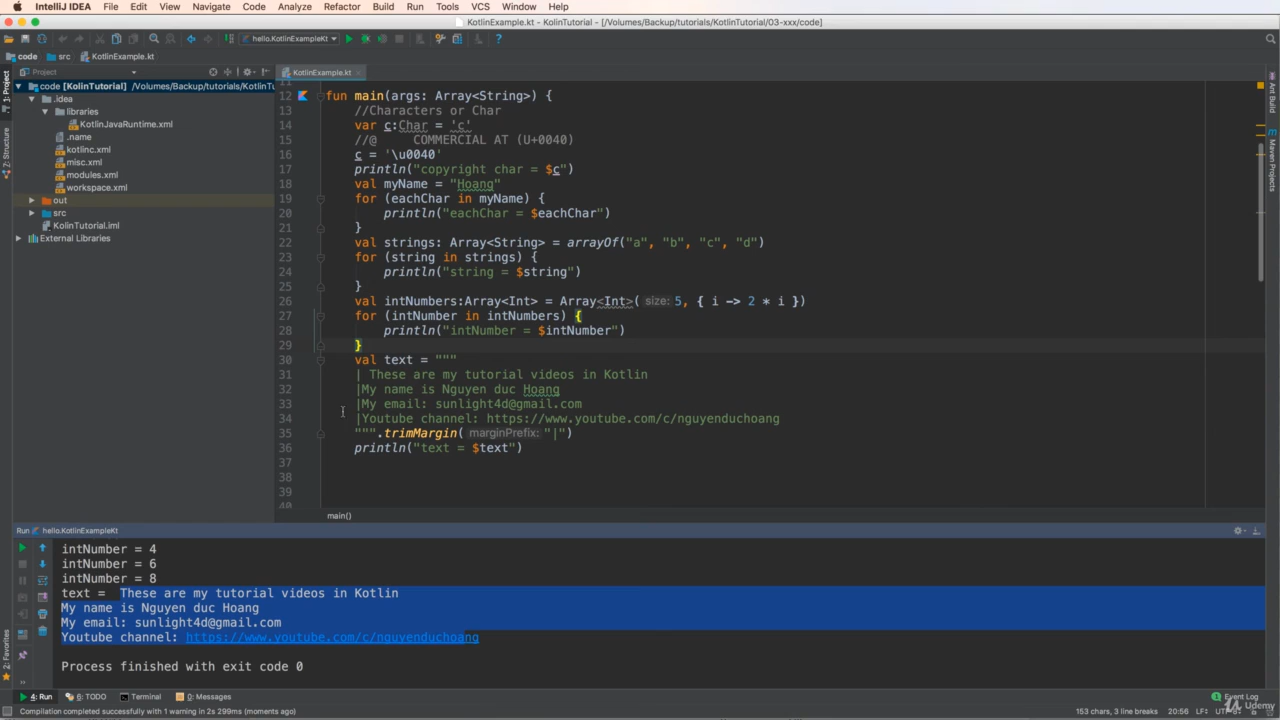 IntelliJ IDEA File Edit View Navigate Code Analyze Refactor Build Run Tools VCS Window Help
KotlinExample.kt - KolinTutorial - [/Volumes/Backup/tutorials/KotlinTutorial/03-xxx/code]
hello.KotlinExampleKt
code src KotlinExample.kt
Project
KotlinExample.kt
code [KolinTutorial] /Volumes/Backup/tutorials/KotlinTu
.idea
libraries
KotlinJavaRuntime.xml
.name
kotlinc.xml
misc.xml
modules.xml
workspace.xml
out
src
KolinTutorial.iml
External Libraries
1: Project
7: Structure
2: Favorites
Ant Build
Maven Projects
11
12 fun main(args: Array<String>) {
13 //Characters or Char
14 var c:Char = 'c'
15 //@ COMMERCIAL AT (U+0040)
16 c = '\u0040'
17 println("copyright char = $c")
18 val myName = "Hoang"
19 for (eachChar in myName) {
20 println("eachChar = $eachChar")
21 }
22 val strings: Array<String> = arrayOf("a", "b", "c", "d")
23 for (string in strings) {
24 println("string = $string")
25 }
26 val intNumbers:Array<Int> = Array<Int>( size: 5, { i -> 2 * i })
27 for (intNumber in intNumbers) {
28 println("intNumber = $intNumber")
29 }
30 val text = """
31 | These are my tutorial videos in Kotlin
32 |My name is Nguyen duc Hoang
33 |My email: sunlight4d@gmail.com
34 |Youtube channel: https://www.youtube.com/c/nguyenduchoang
35 """.trimMargin( marginPrefix: "|")
36 println("text = $text")
37
38
39
40
main()
Run hello.KotlinExampleKt
intNumber = 4
intNumber = 6
intNumber = 8
text =  These are my tutorial videos in Kotlin
My name is Nguyen duc Hoang
My email: sunlight4d@gmail.com
Youtube channel: https://www.youtube.com/c/nguyenduchoang
Process finished with exit code 0
4: Run 6: TODO Terminal 0: Messages Event Log
Udemy
Compilation completed successfully with 1 warning in 2s 299ms (moments ago) 153 chars, 3 line breaks 20:56 LF÷